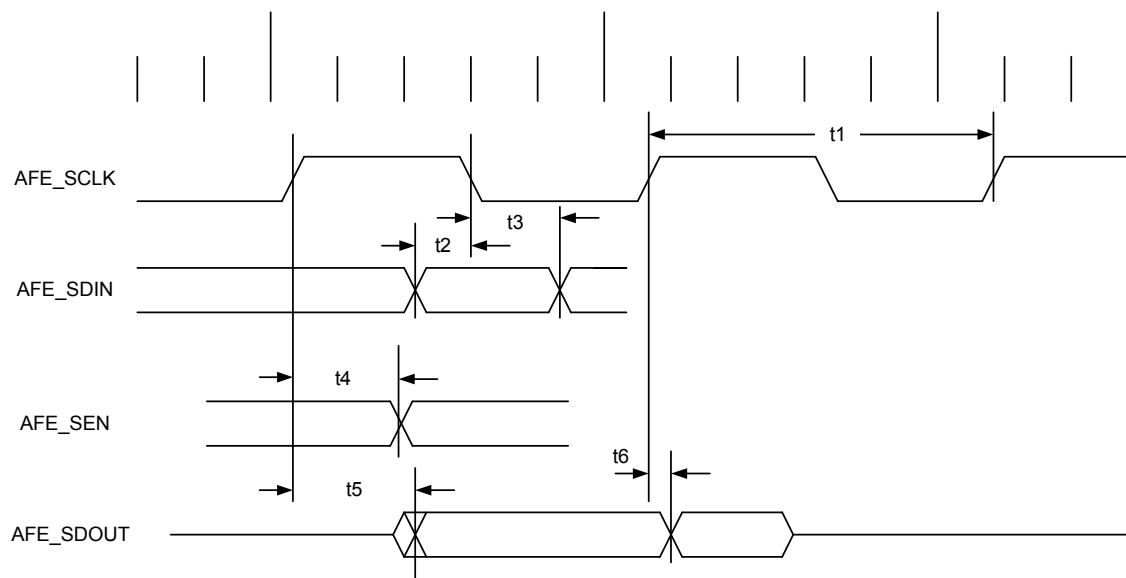 t1
AFE_SCLK
t3
t2
AFE_SDIN
t4
AFE_SEN
t6
t5
AFE_SDOUT